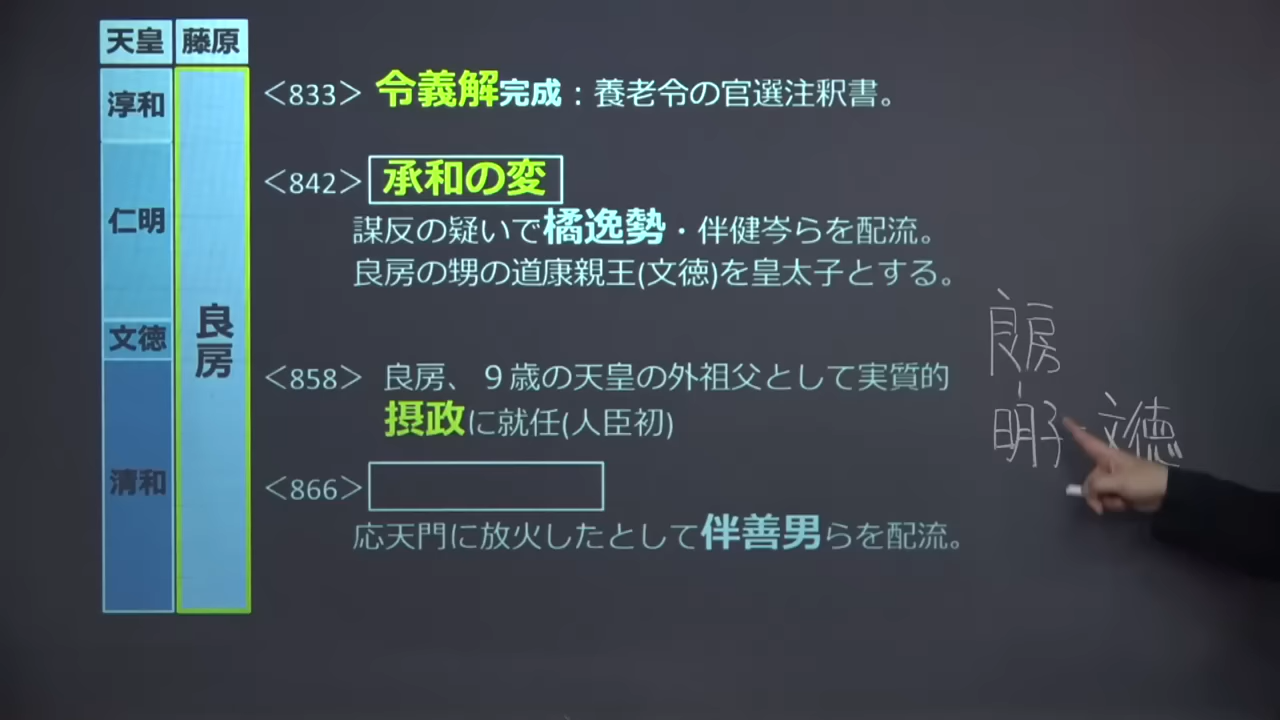 天皇 藤原
淳和
仁明
文徳
清和
良房
<833> 令義解完成：養老令の官選注釈書。
<842> 承和の変
謀反の疑いで橘逸勢・伴健岑らを配流。
良房の甥の道康親王(文徳)を皇太子とする。
<858> 良房、９歳の天皇の外祖父として実質的
摂政に就任(人臣初)
<866>
応天門に放火したとして伴善男らを配流。
良房
明子 文徳